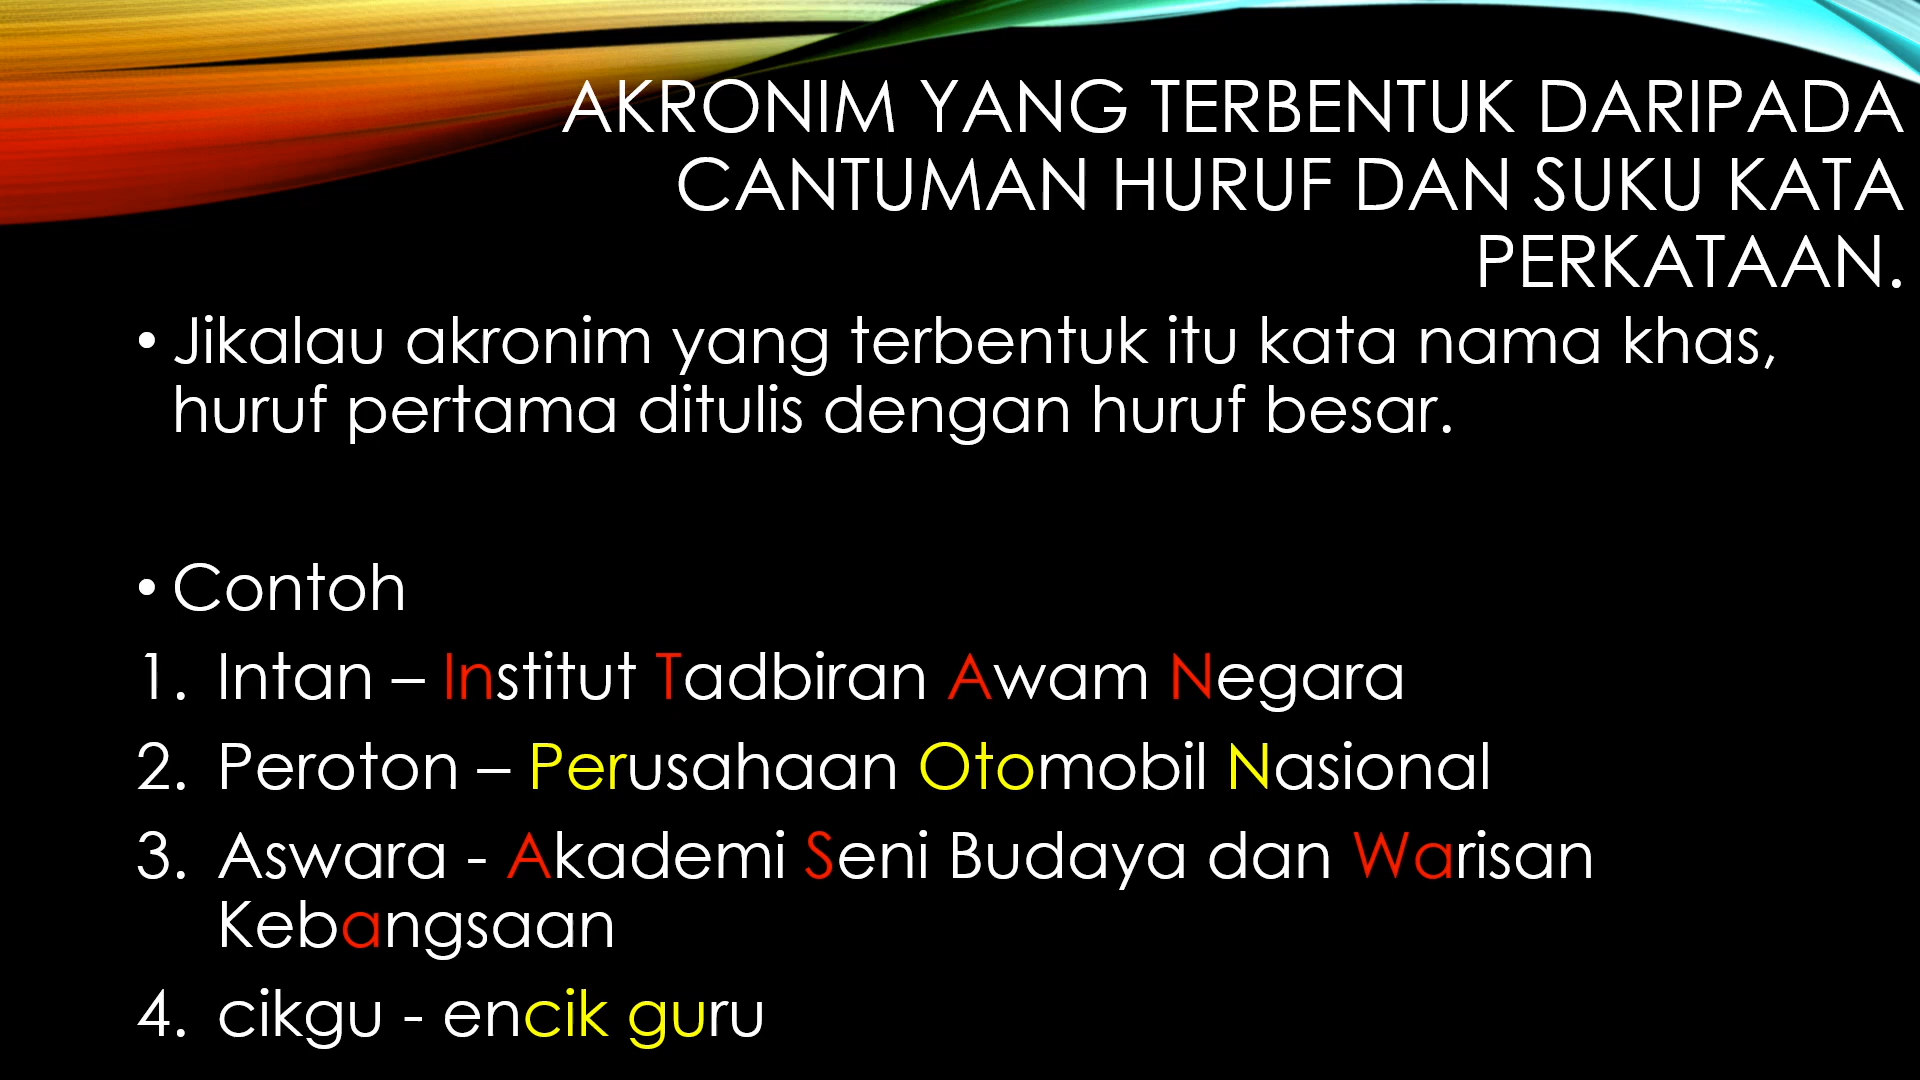 AKRONIM YANG TERBENTUK DARIPADA
CANTUMAN HURUF DAN SUKU KATA
PERKATAAN.
• Jikalau akronim yang terbentuk itu kata nama khas,
huruf pertama ditulis dengan huruf besar.
• Contoh
1. Intan – Institut Tadbiran Awam Negara
2. Peroton – Perusahaan Otomobil Nasional
3. Aswara - Akademi Seni Budaya dan Warisan
Kebangsaan
4. cikgu - encik guru